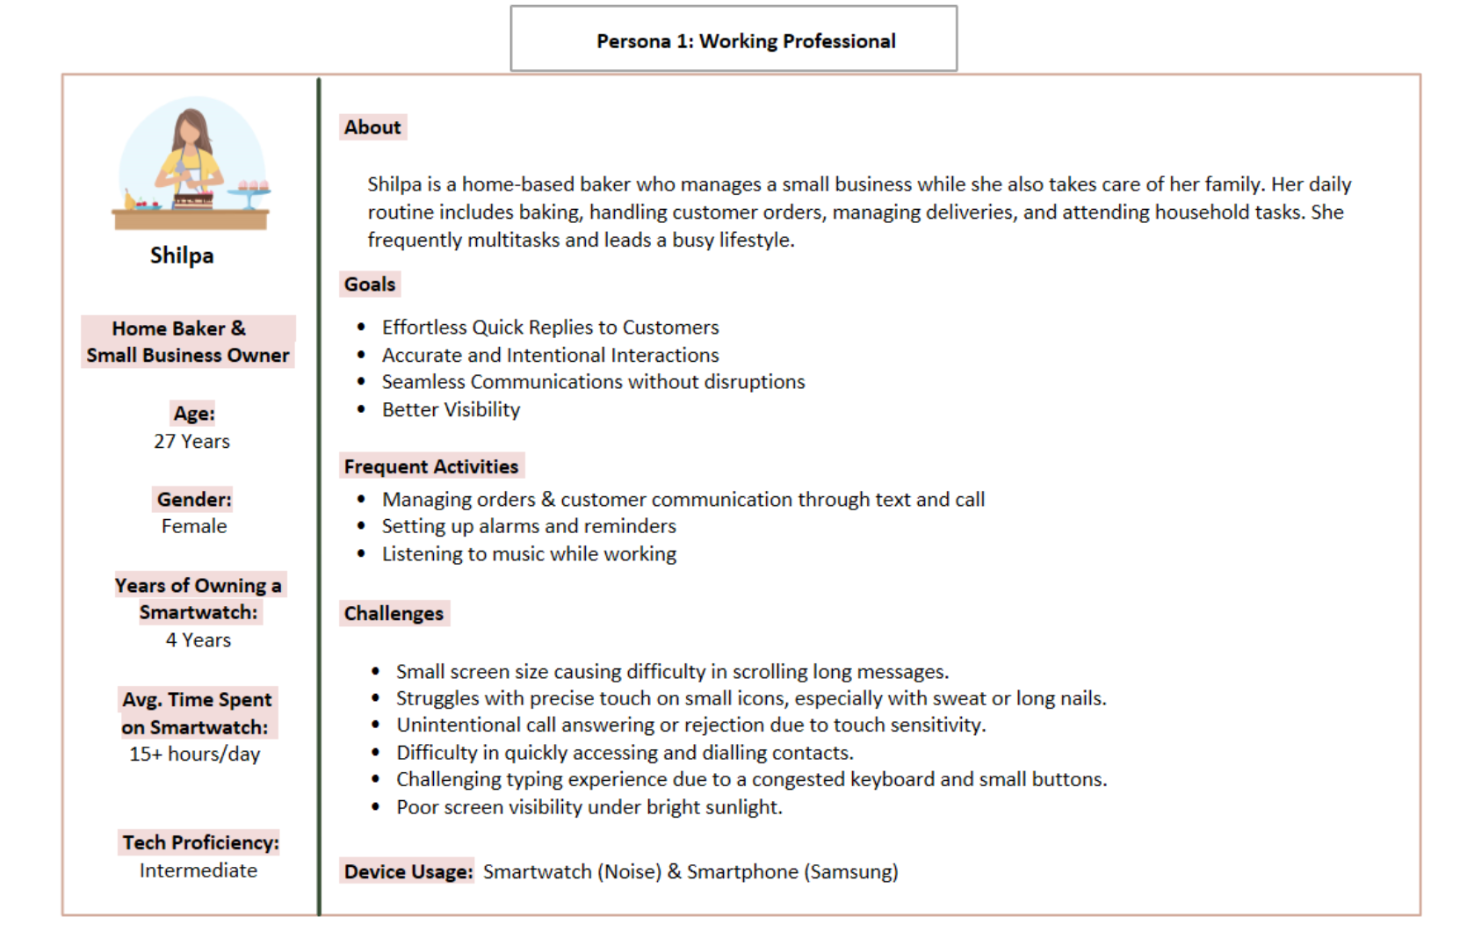 Persona 1: Working Professional
Shilpa
Home Baker &
Small Business Owner
Age:
27 Years
Gender:
Female
Years of Owning a
Smartwatch:
4 Years
Avg. Time Spent
on Smartwatch:
15+ hours/day
Tech Proficiency:
Intermediate
About
Shilpa is a home-based baker who manages a small business while she also takes care of her family. Her daily
routine includes baking, handling customer orders, managing deliveries, and attending household tasks. She
frequently multitasks and leads a busy lifestyle.
Goals
• Effortless Quick Replies to Customers
• Accurate and Intentional Interactions
• Seamless Communications without disruptions
• Better Visibility
Frequent Activities
• Managing orders & customer communication through text and call
• Setting up alarms and reminders
• Listening to music while working
Challenges
• Small screen size causing difficulty in scrolling long messages.
• Struggles with precise touch on small icons, especially with sweat or long nails.
• Unintentional call answering or rejection due to touch sensitivity.
• Difficulty in quickly accessing and dialling contacts.
• Challenging typing experience due to a congested keyboard and small buttons.
• Poor screen visibility under bright sunlight.
Device Usage: Smartwatch (Noise) & Smartphone (Samsung)